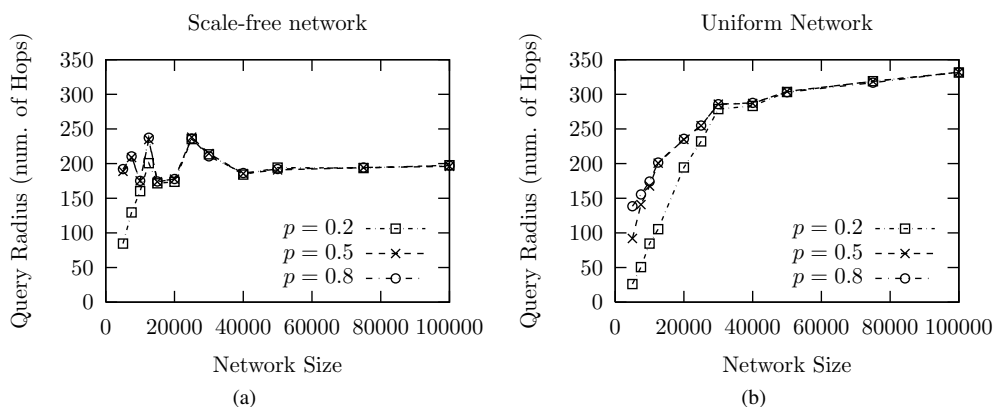 Scale-free network
Query Radius (num. of Hops)
350
300
250
200
150
100
50
0
p = 0.2
p = 0.5
p = 0.8
0 20000 40000 60000 80000 100000
Network Size
(a)
Uniform Network
Query Radius (num. of Hops)
350
300
250
200
150
100
50
0
p = 0.2
p = 0.5
p = 0.8
0 20000 40000 60000 80000 100000
Network Size
(b)